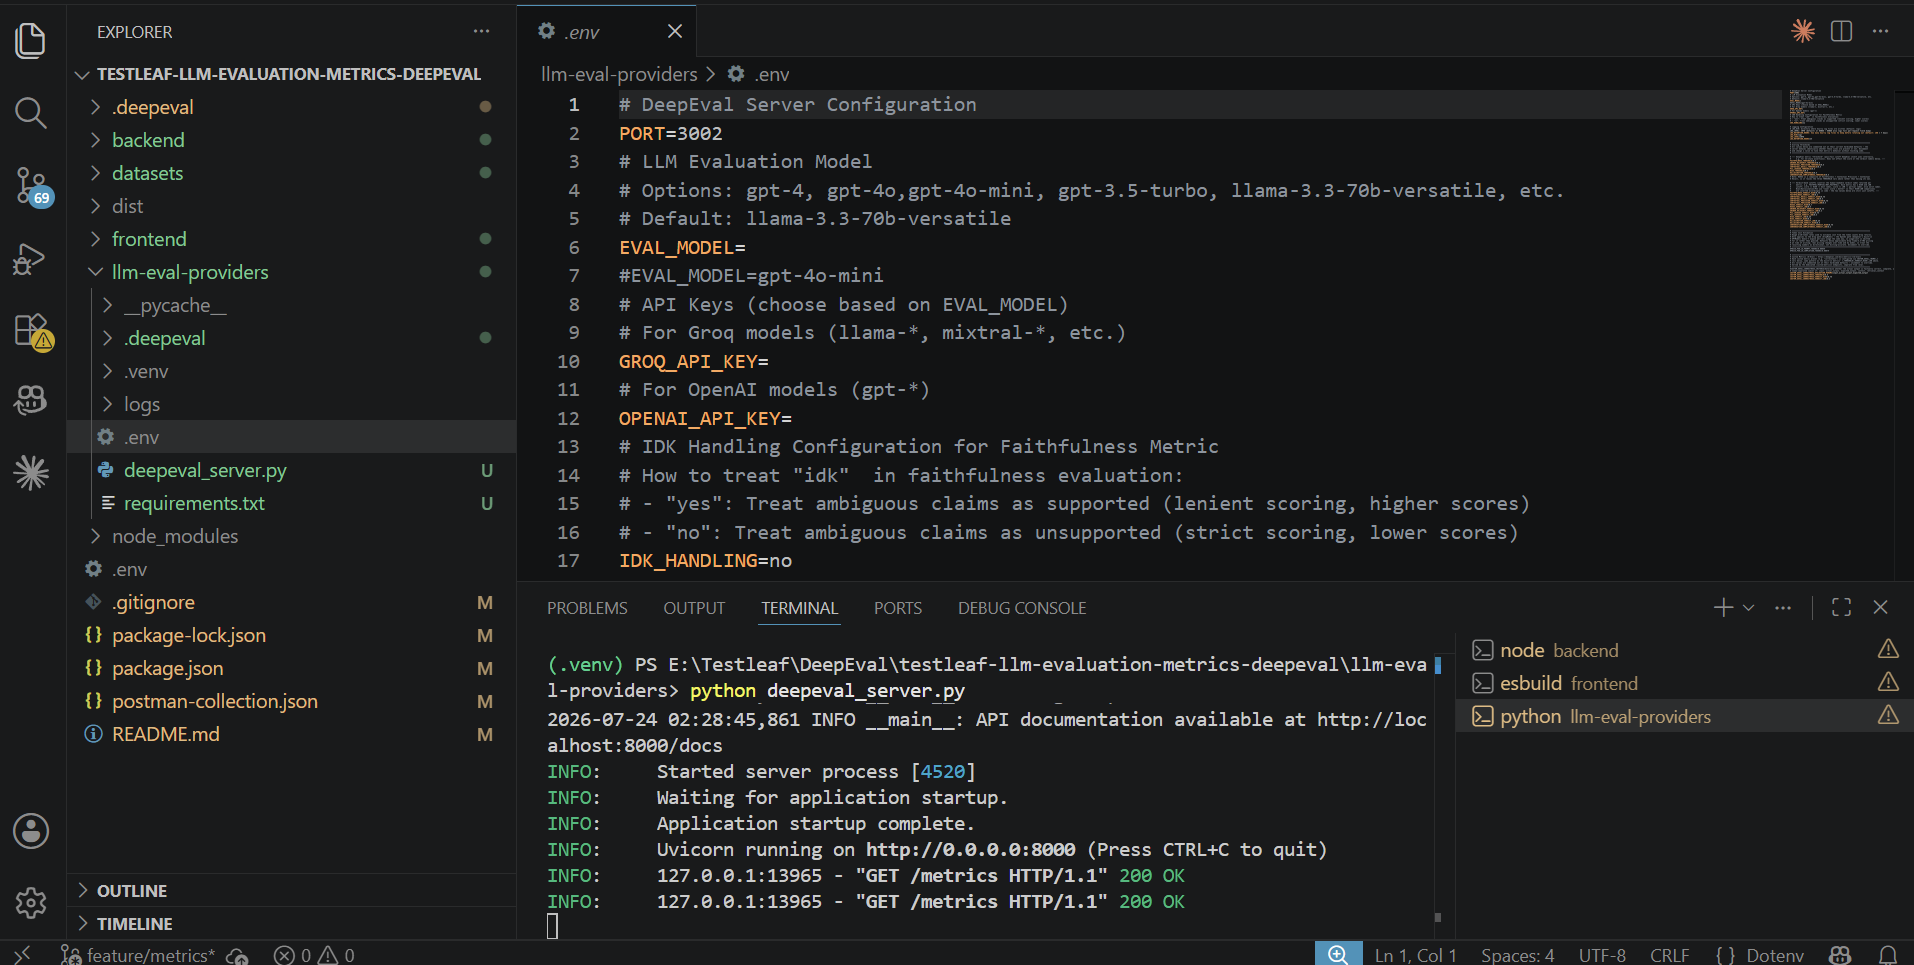 EXPLORER
TESTLEAF-LLM-EVALUATION-METRICS-DEEPEVAL
.deepeval
backend
datasets
dist
frontend
llm-eval-providers
__pycache__
.deepeval
.venv
logs
.env
deepeval_server.py U
requirements.txt U
node_modules
.env
.gitignore M
package-lock.json M
package.json M
postman-collection.json M
README.md M
OUTLINE
TIMELINE
69
.env
llm-eval-providers > .env
1 # DeepEval Server Configuration
2 PORT=3002
3 # LLM Evaluation Model
4 # Options: gpt-4, gpt-4o,gpt-4o-mini, gpt-3.5-turbo, llama-3.3-70b-versatile, etc.
5 # Default: llama-3.3-70b-versatile
6 EVAL_MODEL=
7 #EVAL_MODEL=gpt-4o-mini
8 # API Keys (choose based on EVAL_MODEL)
9 # For Groq models (llama-*, mixtral-*, etc.)
10 GROQ_API_KEY=
11 # For OpenAI models (gpt-*)
12 OPENAI_API_KEY=
13 # IDK Handling Configuration for Faithfulness Metric
14 # How to treat "idk"  in faithfulness evaluation:
15 # - "yes": Treat ambiguous claims as supported (lenient scoring, higher scores)
16 # - "no": Treat ambiguous claims as unsupported (strict scoring, lower scores)
17 IDK_HANDLING=no
PROBLEMS OUTPUT TERMINAL PORTS DEBUG CONSOLE
(.venv) PS E:\Testleaf\DeepEval\testleaf-llm-evaluation-metrics-deepeval\llm-eva
l-providers> python deepeval_server.py
2026-07-24 02:28:45,861 INFO __main__: API documentation available at http://loc
alhost:8000/docs
INFO:     Started server process [4520]
INFO:     Waiting for application startup.
INFO:     Application startup complete.
INFO:     Uvicorn running on http://0.0.0.0:8000 (Press CTRL+C to quit)
INFO:     127.0.0.1:13965 - "GET /metrics HTTP/1.1" 200 OK
INFO:     127.0.0.1:13965 - "GET /metrics HTTP/1.1" 200 OK
node backend
esbuild frontend
python llm-eval-providers
feature/metrics* 0 0 Ln 1, Col 1 Spaces: 4 UTF-8 CRLF { } Dotenv